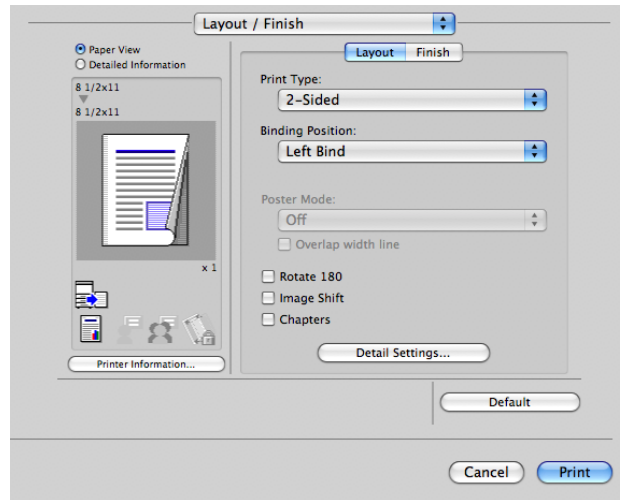 Layout / Finish
Paper View
Detailed Information
8 1/2x11
8 1/2x11
x 1
Printer Information...
Layout Finish
Print Type:
2-Sided
Binding Position:
Left Bind
Poster Mode:
Off
Overlap width line
Rotate 180
Image Shift
Chapters
Detail Settings...
Default
Cancel Print